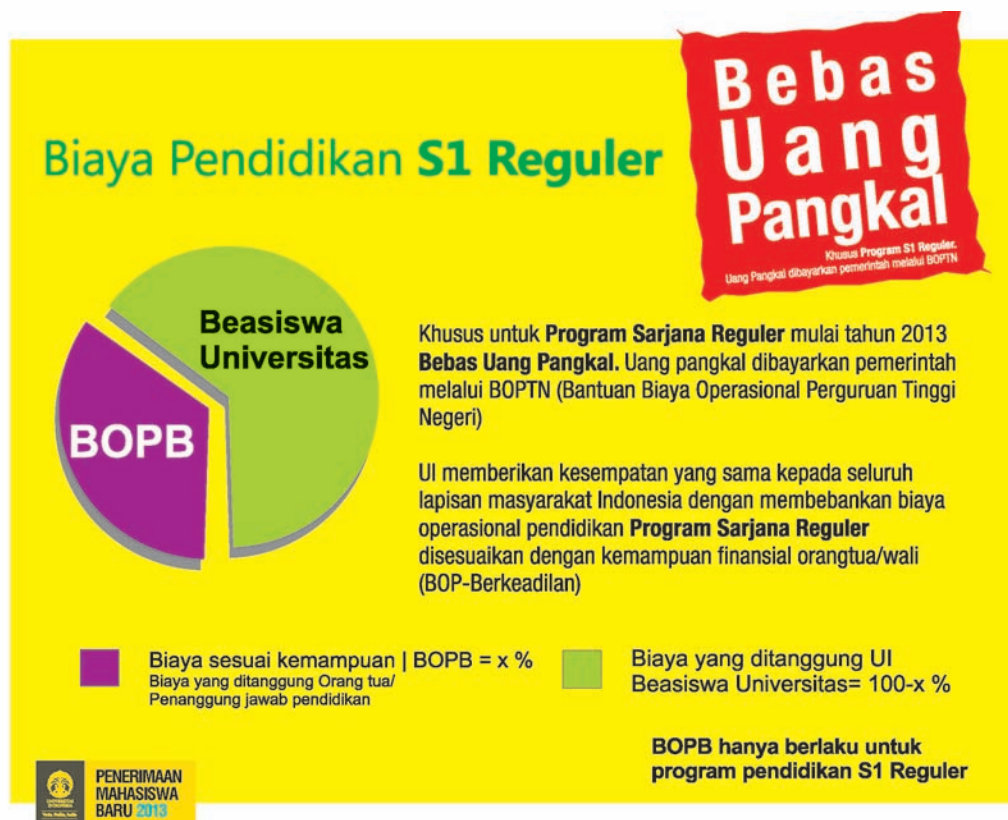 Bebas
Uang
Pangkal
Khusus Program S1 Reguler.
Uang Pangkal dibayarkan pemerintah melalui BOPTN
Biaya Pendidikan S1 Reguler
Beasiswa
Universitas
BOPB
Khusus untuk Program Sarjana Reguler mulai tahun 2013
Bebas Uang Pangkal. Uang pangkal dibayarkan pemerintah
melalui BOPTN (Bantuan Biaya Operasional Perguruan Tinggi
Negeri)
UI memberikan kesempatan yang sama kepada seluruh
lapisan masyarakat Indonesia dengan membebankan biaya
operasional pendidikan Program Sarjana Reguler
disesuaikan dengan kemampuan finansial orangtua/wali
(BOP-Berkeadilan)
Biaya sesuai kemampuan | BOPB = x %
Biaya yang ditanggung Orang tua/
Penanggung jawab pendidikan
Biaya yang ditanggung UI
Beasiswa Universitas= 100-x %
BOPB hanya berlaku untuk
program pendidikan S1 Reguler
PENERIMAAN
MAHASISWA
BARU 2013